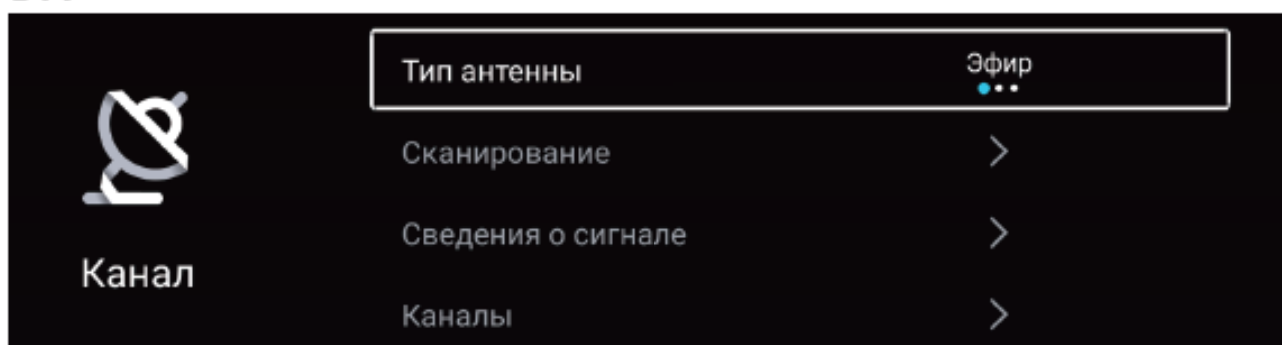 Тип антенны
Эфир
Сканирование
Сведения о сигнале
Канал
Каналы